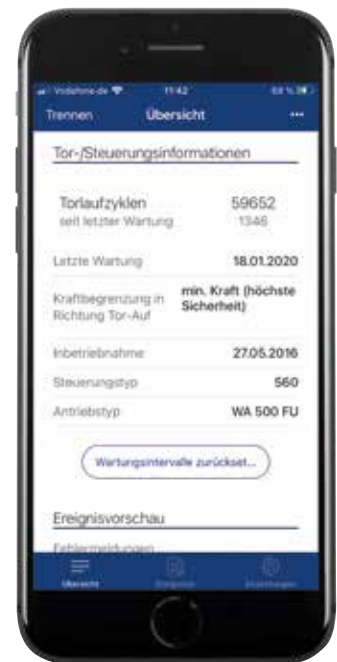 Vodafone.de 11:42
Trennen Übersicht ...
Tor-/Steuerungsinformationen
Torlaufzyklen 59652
seit letzter Wartung 1346
Letzte Wartung 18.01.2020
Kraftbegrenzung in Richtung Tor-Auf min. Kraft (höchste Sicherheit)
Inbetriebnahme 27.05.2016
Steuerungstyp 560
Antriebstyp WA 500 FU
Wartungsintervalle zurückset...
Ereignisvorschau
Fehlermeldungen
Übersicht